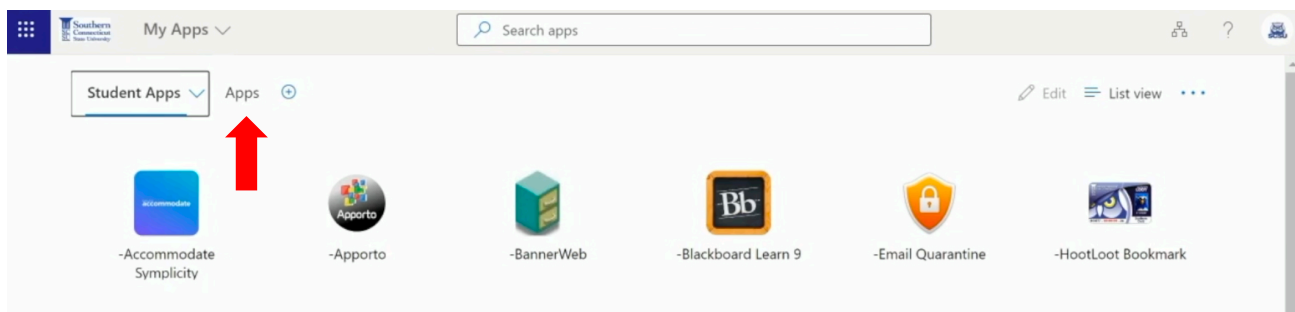 Southern
Connecticut
State University
My Apps
Search apps
?
SCSU
Student Apps
Apps
Edit
List view
accommodate
Apporto
Bb
-Accommodate
Symplicity
-Apporto
-BannerWeb
-Blackboard Learn 9
-Email Quarantine
-HootLoot Bookmark